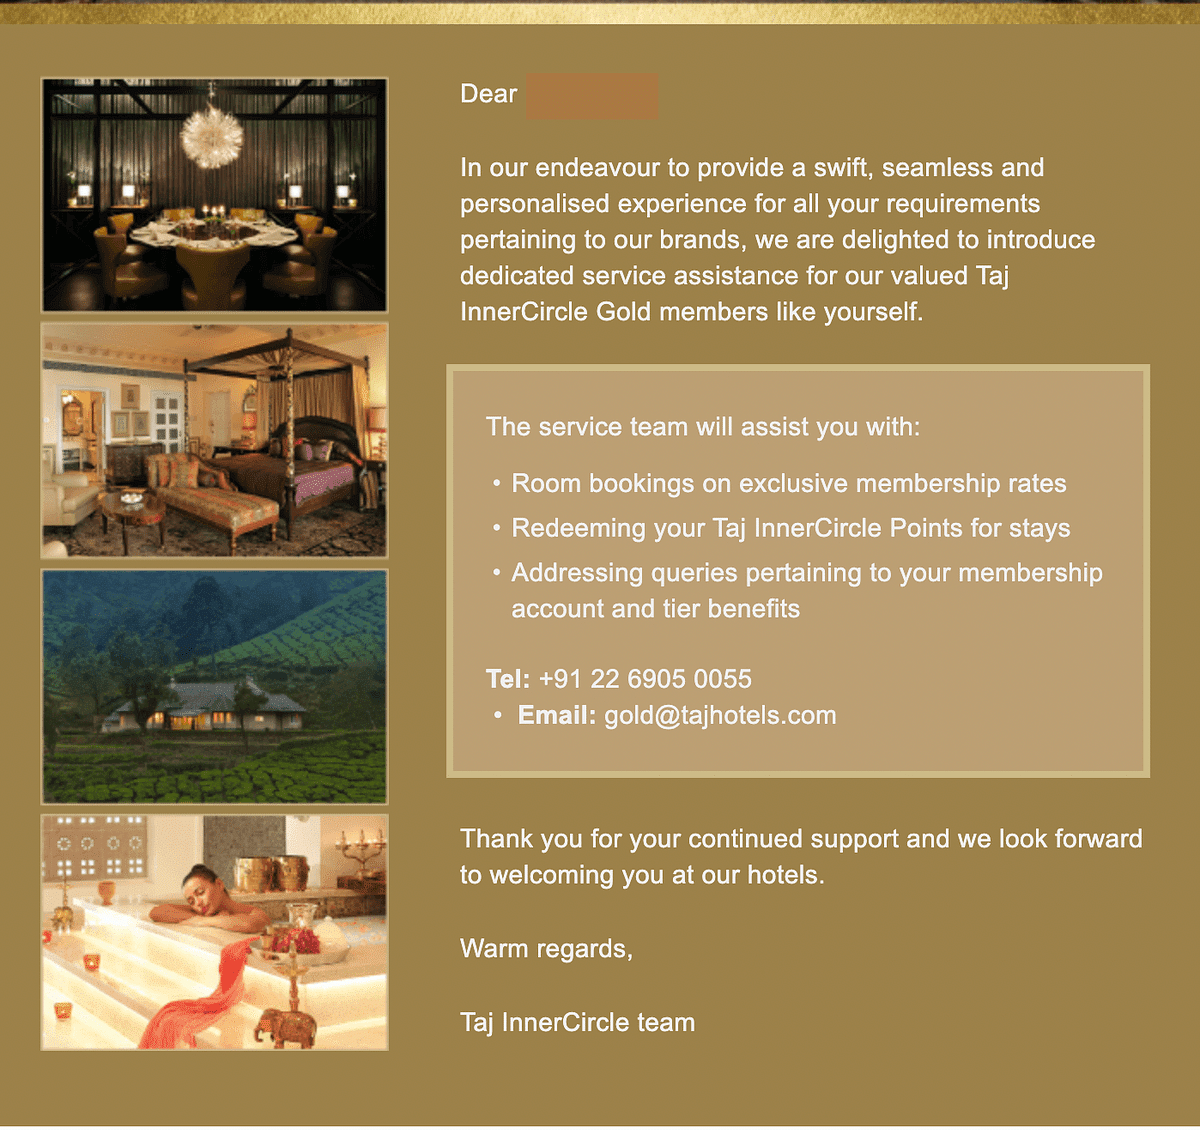 Dear
In our endeavour to provide a swift, seamless and
personalised experience for all your requirements
pertaining to our brands, we are delighted to introduce
dedicated service assistance for our valued Taj
InnerCircle Gold members like yourself.
The service team will assist you with:
• Room bookings on exclusive membership rates
• Redeeming your Taj InnerCircle Points for stays
• Addressing queries pertaining to your membership
account and tier benefits
Tel: +91 22 6905 0055
• Email: gold@tajhotels.com
Thank you for your continued support and we look forward
to welcoming you at our hotels.
Warm regards,
Taj InnerCircle team